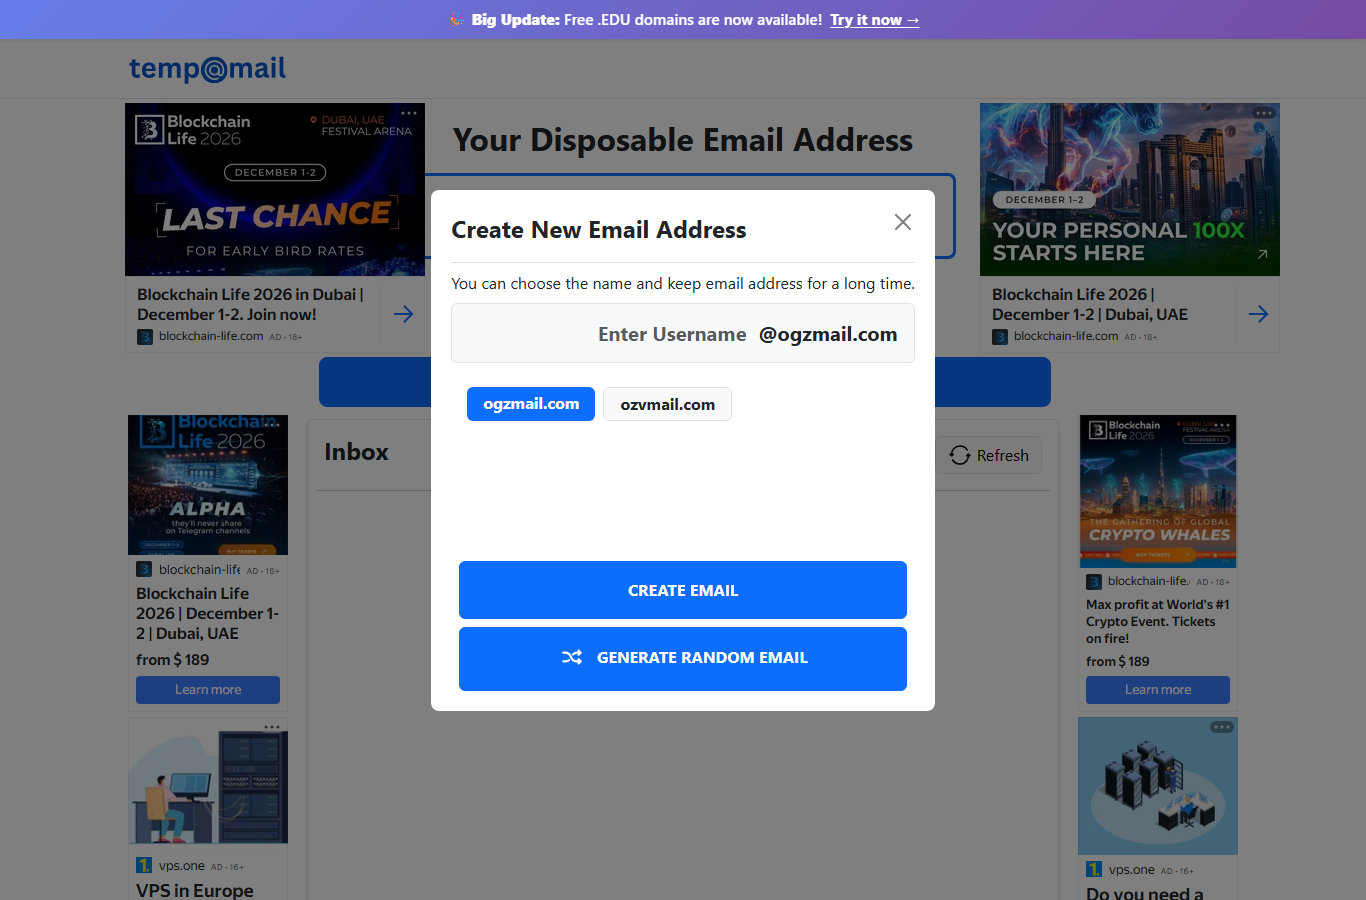 🎉 Big Update: Free .EDU domains are now available! Try it now →
temp@mail
Blockchain
Life 2026
DUBAI, UAE
FESTIVAL ARENA
DECEMBER 1-2
LAST CHANCE
FOR EARLY BIRD RATES
Blockchain Life 2026 in Dubai |
December 1-2. Join now!
blockchain-life.com AD • 18+
Your Disposable Email Address
DECEMBER 1–2
YOUR PERSONAL 100X
STARTS HERE
Blockchain Life 2026 |
December 1-2 | Dubai, UAE
blockchain-life.com AD • 18+
Create New Email Address
You can choose the name and keep email address for a long time.
Enter Username @ogzmail.com
ogzmail.com
ozvmail.com
CREATE EMAIL
GENERATE RANDOM EMAIL
Inbox
Refresh
Blockchain
Life 2026
ALPHA
they'll never share
on Telegram channels
DECEMBER 1-2
BUY TICKETS
blockchain-life AD • 18+
Blockchain Life
2026 | December 1-
2 | Dubai, UAE
from $ 189
Learn more
vps.one AD • 16+
VPS in Europe
Blockchain
Life 2026
THE GATHERING OF GLOBAL
CRYPTO WHALES
BUY TICKETS
blockchain-life. AD • 18+
Max profit at World's #1
Crypto Event. Tickets
on fire!
from $ 189
Learn more
vps.one AD • 16+
Do you need a